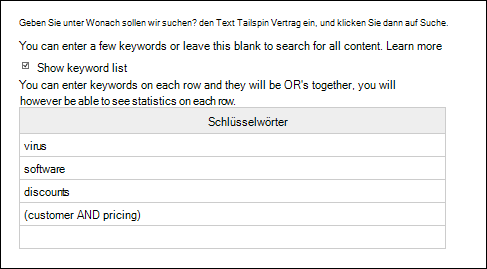 Geben Sie unter Wonach sollen wir suchen? den Text Tailspin Vertrag ein, und klicken Sie dann auf Suche.
You can enter a few keywords or leave this blank to search for all content. Learn more
Show keyword list
You can enter keywords on each row and they will be OR's together, you will
however be able to see statistics on each row.
Schlüsselwörter
virus
software
discounts
(customer AND pricing)